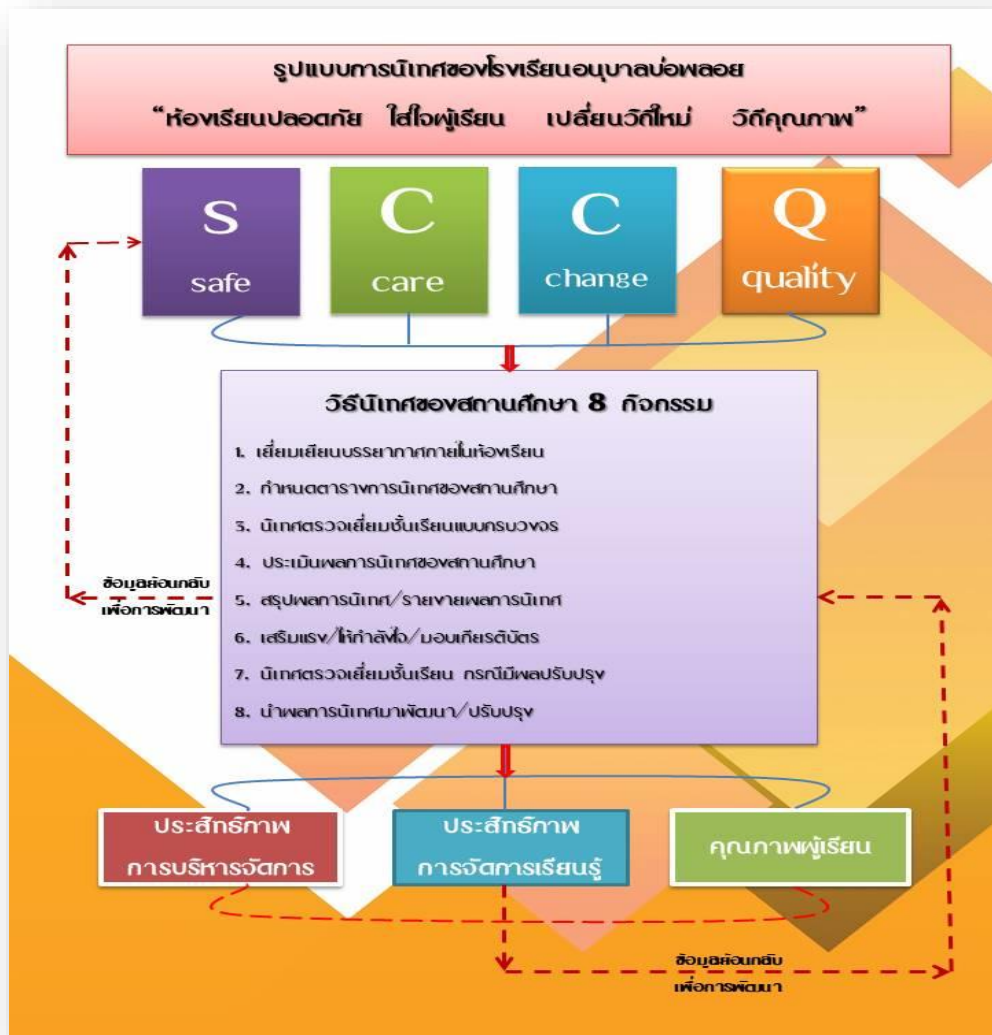 รูปแบบการนิเทศของโรงเรียนอนุบาลบ่อพลอย
“ห้องเรียนปลอดภัย ใส่ใจผู้เรียน เปลี่ยนวิถีใหม่ วิถีคุณภาพ”
S C C Q
safe care change quality
วิธีนิเทศของสถานศึกษา 8 กิจกรรม
1. เยี่ยมเยียนบรรยากาศภายในห้องเรียน
2. กำหนดตารางการนิเทศของสถานศึกษา
3. นิเทศตรวจเยี่ยมชั้นเรียนแบบครบวงจร
4. ประเมินผลการนิเทศของสถานศึกษา
5. สรุปผลการนิเทศ/รายงายผลการนิเทศ
6. เสริมแรง/ให้กำลังใจ/มอบเกียรติบัตร
7. นิเทศตรวจเยี่ยมชั้นเรียน กรณีมีผลปรับปรุง
8. นำผลการนิเทศมาพัฒนา/ปรับปรุง
ข้อมูลย้อนกลับ
เพื่อการพัฒนา
ประสิทธิ์ภาพ
การบริหารจัดการ
ประสิทธิ์ภาพ
การจัดการเรียนรู้
คุณภาพผู้เรียน
ข้อมูลย้อนกลับ
เพื่อการพัฒนา